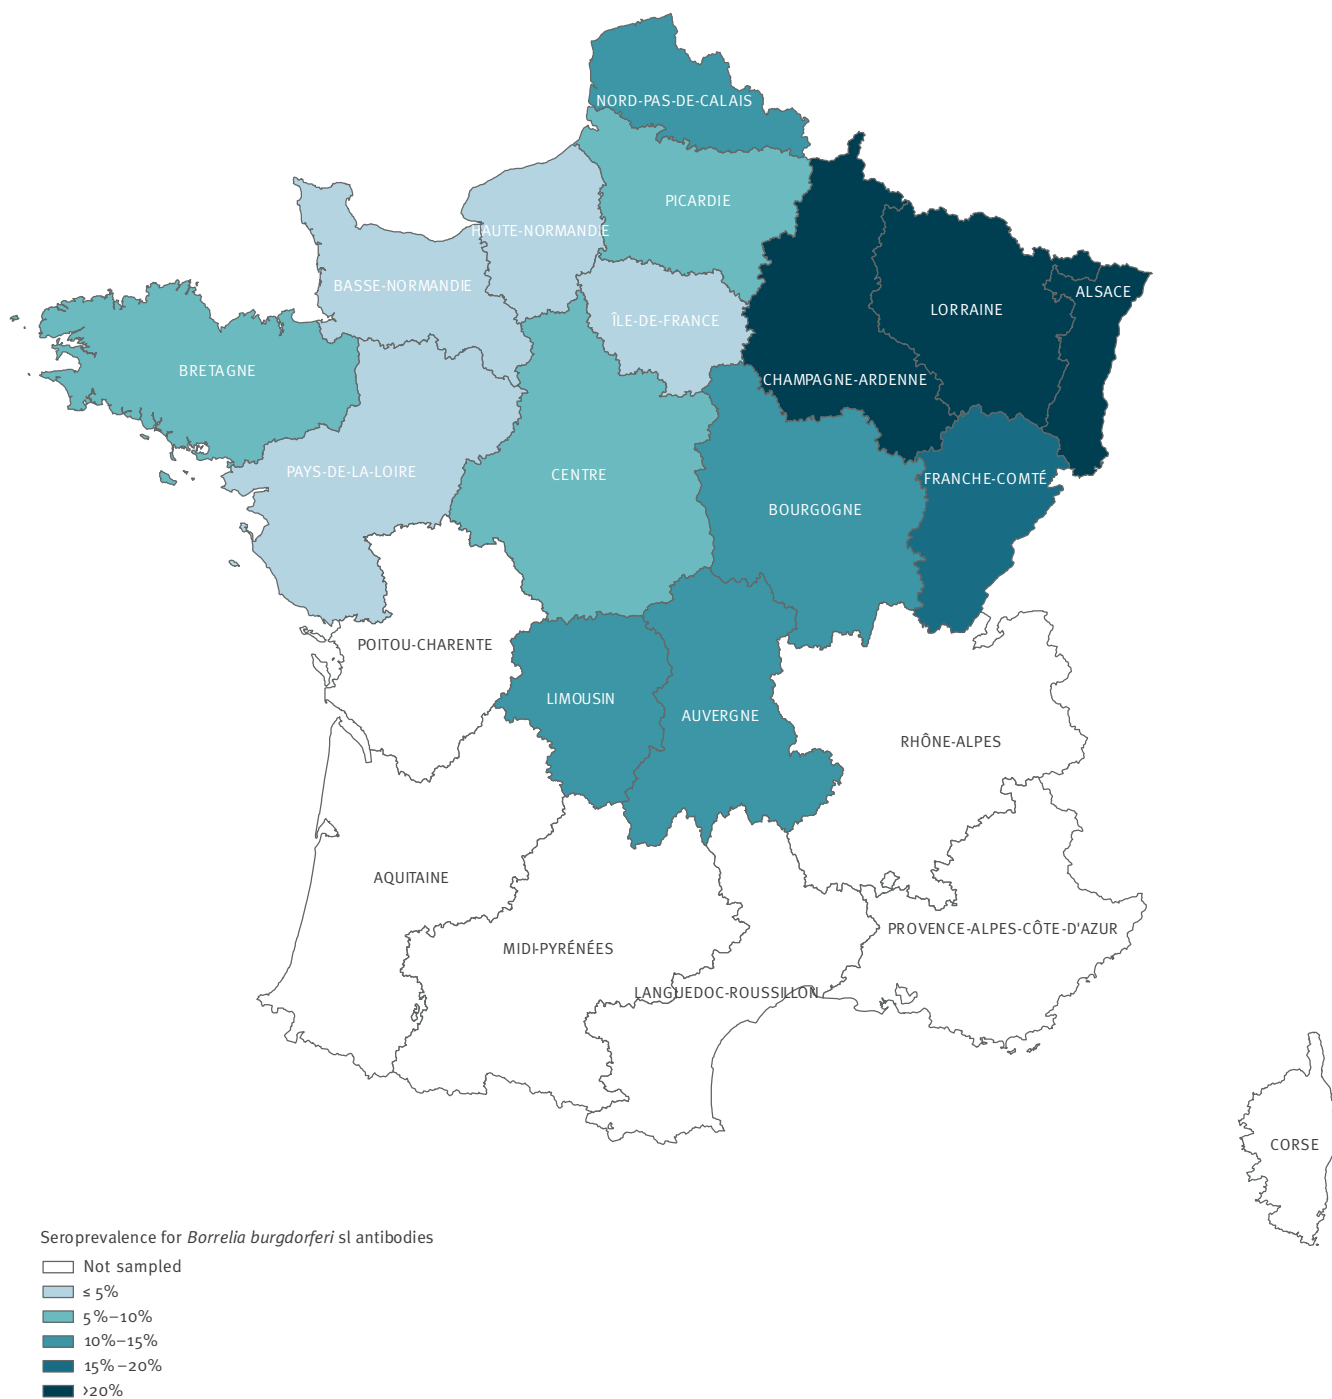 NORD-PAS-DE-CALAIS
PICARDIE
HAUTE-NORMANDIE
BASSE-NORMANDIE
ALSACE
LORRAINE
ÎLE-DE-FRANCE
BRETAGNE
CHAMPAGNE-ARDENNE
PAYS-DE-LA-LOIRE
CENTRE
FRANCHE-COMTÉ
BOURGOGNE
POITOU-CHARENTE
LIMOUSIN
AUVERGNE
RHÔNE-ALPES
AQUITAINE
PROVENCE-ALPES-CÔTE-D'AZUR
MIDI-PYRÉNÉES
LANGUEDOC-ROUSSILLON
CORSE
Seroprevalence for Borrelia burgdorferi sl antibodies
Not sampled
≤ 5%
5%–10%
10%–15%
15%–20%
>20%